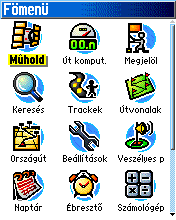 Főmenü
Műhold
Út komput.
Megjelöl
Keresés
Trackek
Útvonalak
Országút
Beállítások
Veszélyes p
Naptár
Ébresztő
Számológép